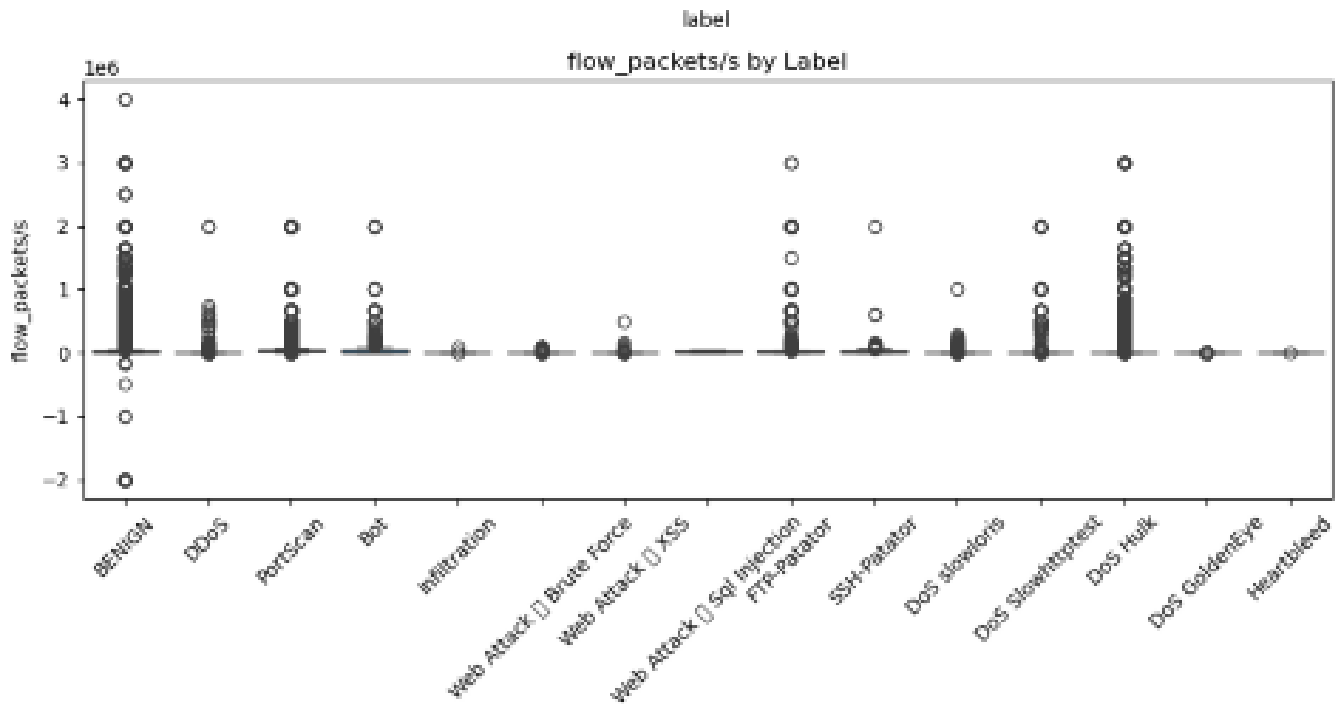 label
flow_packets/s by Label
1e6
4
3
2
1
0
−1
−2
flow_packets/s
BENIGN
DDoS
PortScan
Bot
Infiltration
Web Attack ▯ Brute Force
Web Attack ▯ XSS
Web Attack ▯ Sql Injection
FTP-Patator
SSH-Patator
DoS slowloris
DoS Slowhttptest
DoS Hulk
DoS GoldenEye
Heartbleed